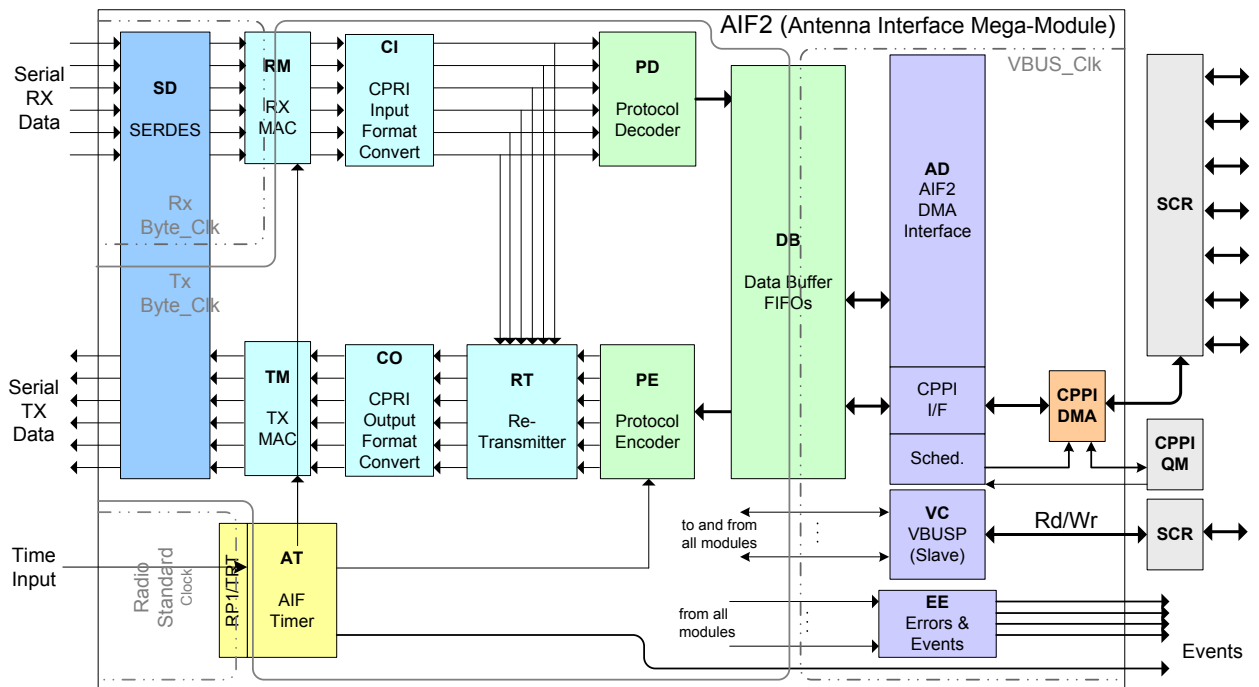 AIF2 (Antenna Interface Mega-Module)
VBUS_Clk
Serial
RX
Data
SD
SERDES
RM
RX
MAC
CI
CPRI
Input
Format
Convert
PD
Protocol
Decoder
Rx
Byte_Clk
Tx
Byte_Clk
DB
Data Buffer
FIFOs
AD
AIF2
DMA
Interface
SCR
Serial
TX
Data
TM
TX
MAC
CO
CPRI
Output
Format
Convert
RT
Re-
Transmitter
PE
Protocol
Encoder
CPPI
I/F
Sched.
CPPI
DMA
CPPI
QM
Time
Input
Radio
Standard
Clock
RP1/TRT
AT
AIF
Timer
to and from
all modules
VC
VBUSP
(Slave)
Rd/Wr
SCR
from all
modules
EE
Errors &
Events
Events